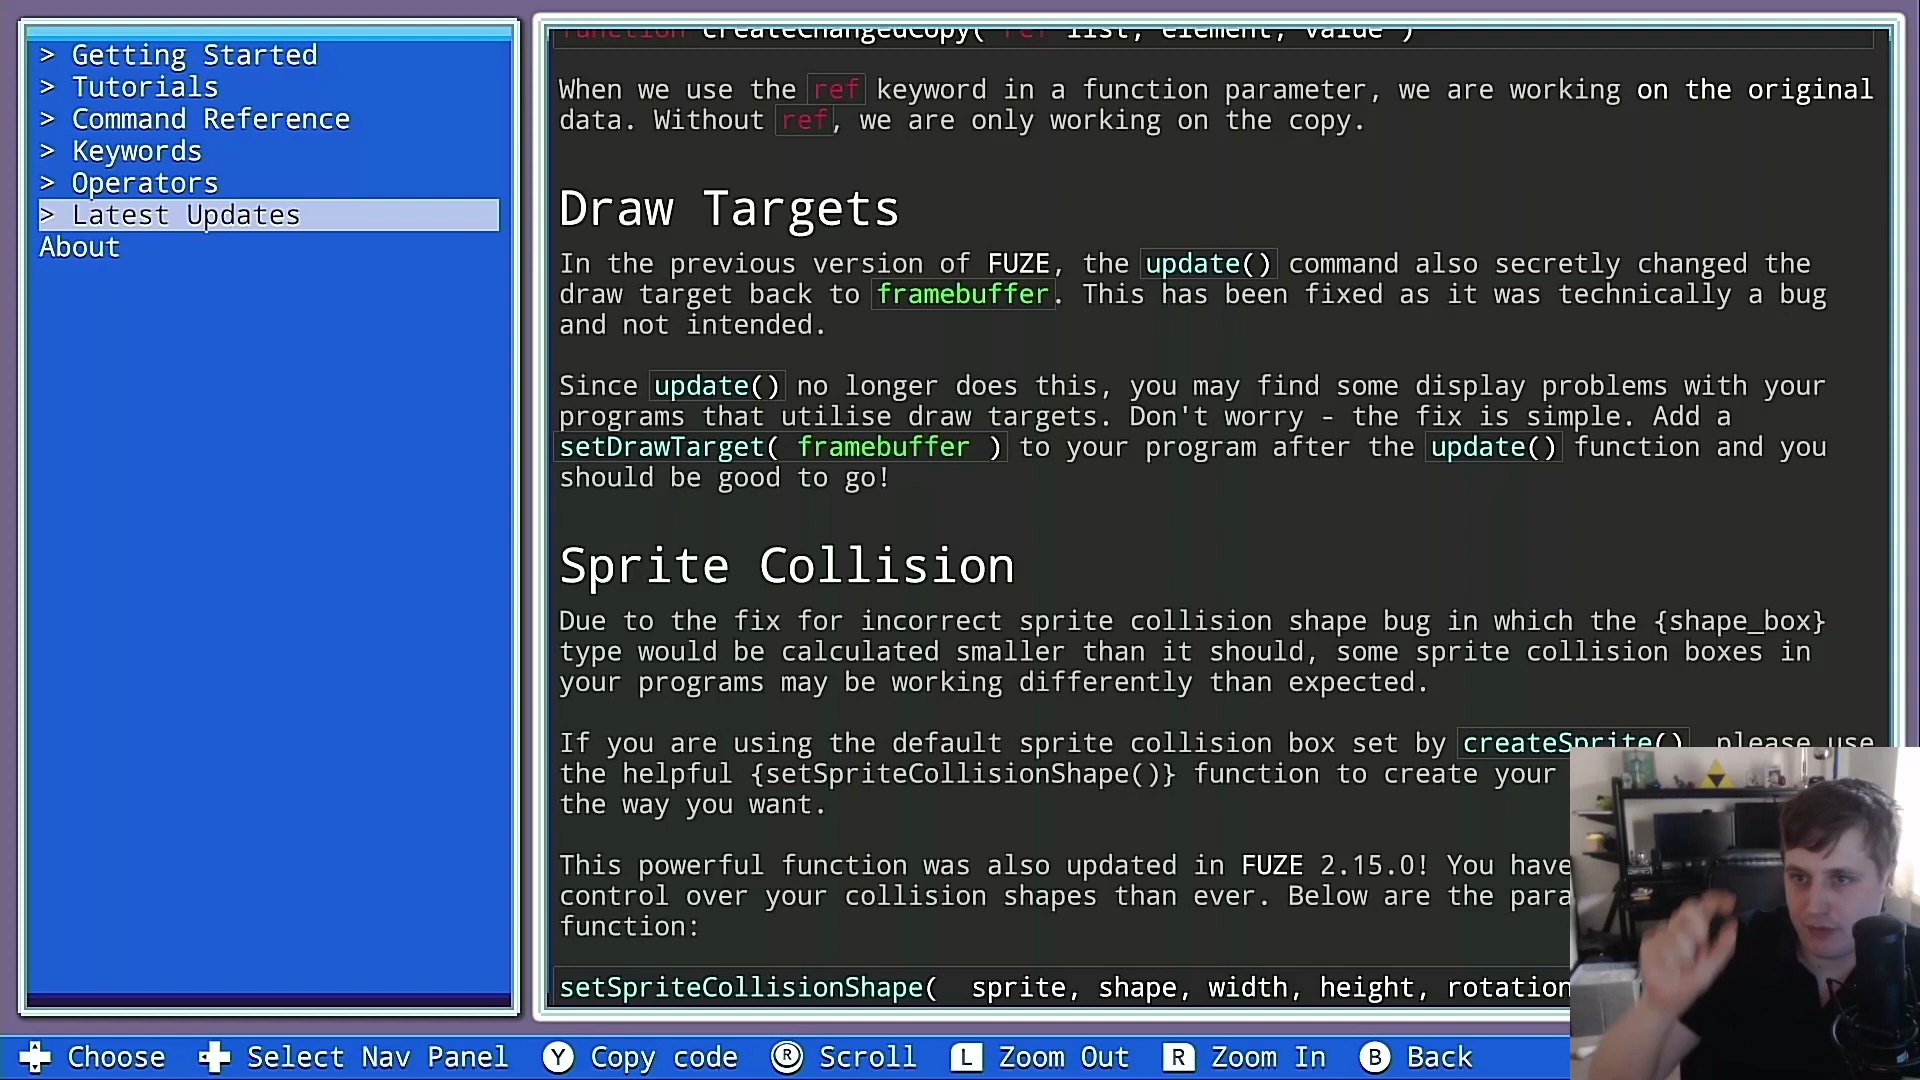 > Getting Started
> Tutorials
> Command Reference
> Keywords
> Operators
> Latest Updates
About
function createChangedCopy( ref list, element, value )
When we use the ref keyword in a function parameter, we are working on the original
data. Without ref, we are only working on the copy.
Draw Targets
In the previous version of FUZE, the update() command also secretly changed the
draw target back to framebuffer. This has been fixed as it was technically a bug
and not intended.
Since update() no longer does this, you may find some display problems with your
programs that utilise draw targets. Don't worry - the fix is simple. Add a
setDrawTarget( framebuffer ) to your program after the update() function and you
should be good to go!
Sprite Collision
Due to the fix for incorrect sprite collision shape bug in which the {shape_box}
type would be calculated smaller than it should, some sprite collision boxes in
your programs may be working differently than expected.
If you are using the default sprite collision box set by createSprite() please use
the helpful {setSpriteCollisionShape()} function to create your
the way you want.
This powerful function was also updated in FUZE 2.15.0! You have
control over your collision shapes than ever. Below are the para
function:
setSpriteCollisionShape( sprite, shape, width, height, rotation
Choose Select Nav Panel Y Copy code R Scroll L Zoom Out R Zoom In B Back